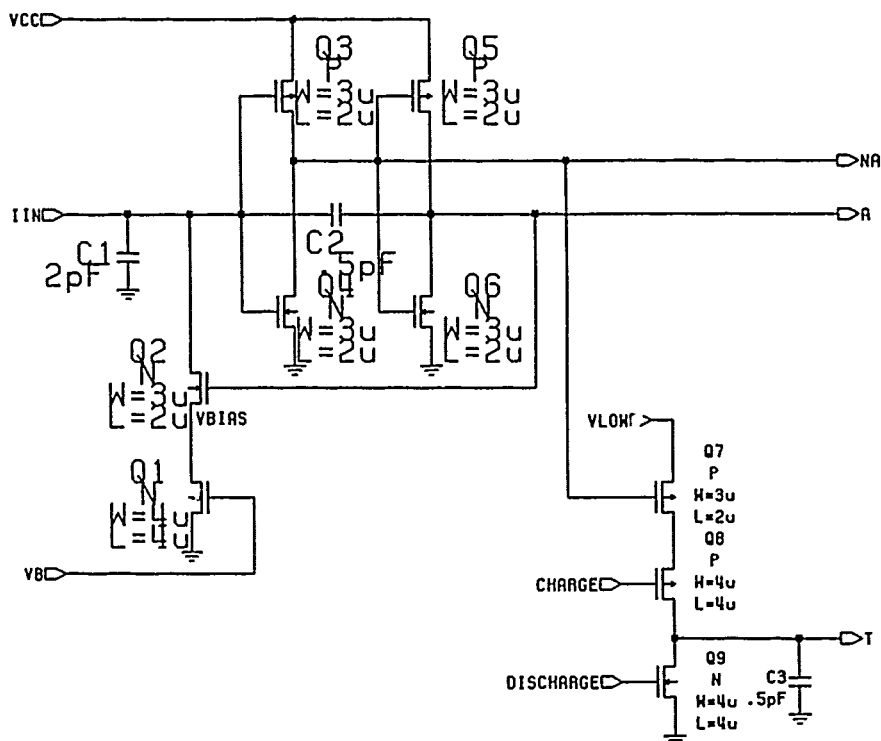 VCC
Q3
P
W=3u
L=2u
Q5
P
W=3u
L=2u
NA
IIN
A
C1
2pF
C2
.5pF
Q4
N
W=3u
L=2u
Q6
N
W=3u
L=2u
Q2
N
W=3u
L=2u
VBIAS
Q1
N
W=4u
L=4u
VB
Q7
P
W=3u
L=2u
Q8
P
CHARGE
W=4u
L=4u
T
DISCHARGE
Q9
N
W=4u
L=4u
C3
.5pF